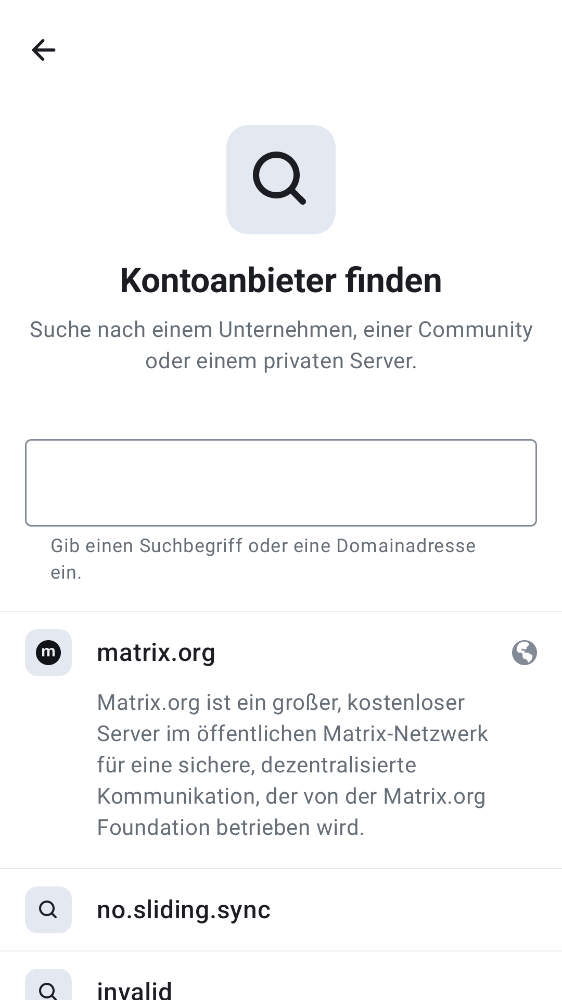 Kontoanbieter finden
Suche nach einem Unternehmen, einer Community
oder einem privaten Server.
Gib einen Suchbegriff oder eine Domainadresse
ein.
m
matrix.org
Matrix.org ist ein großer, kostenloser
Server im öffentlichen Matrix-Netzwerk
für eine sichere, dezentralisierte
Kommunikation, der von der Matrix.org
Foundation betrieben wird.
no.sliding.sync
invalid